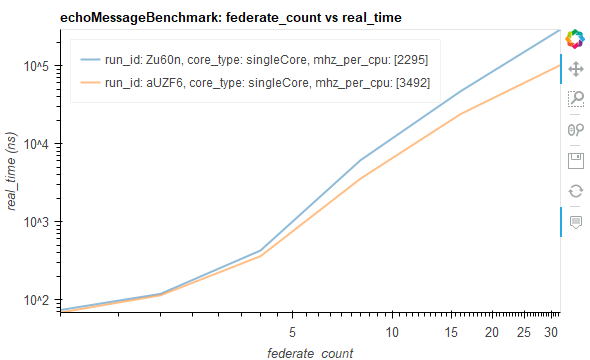 echoMessageBenchmark: federate_count vs real_time
run_id: Zu60n, core_type: singleCore, mhz_per_cpu: [2295]
run_id: aUZF6, core_type: singleCore, mhz_per_cpu: [3492]
10^5
10^4
10^3
10^2
real_time (ns)
5
10
15
20
25
30
federate_count